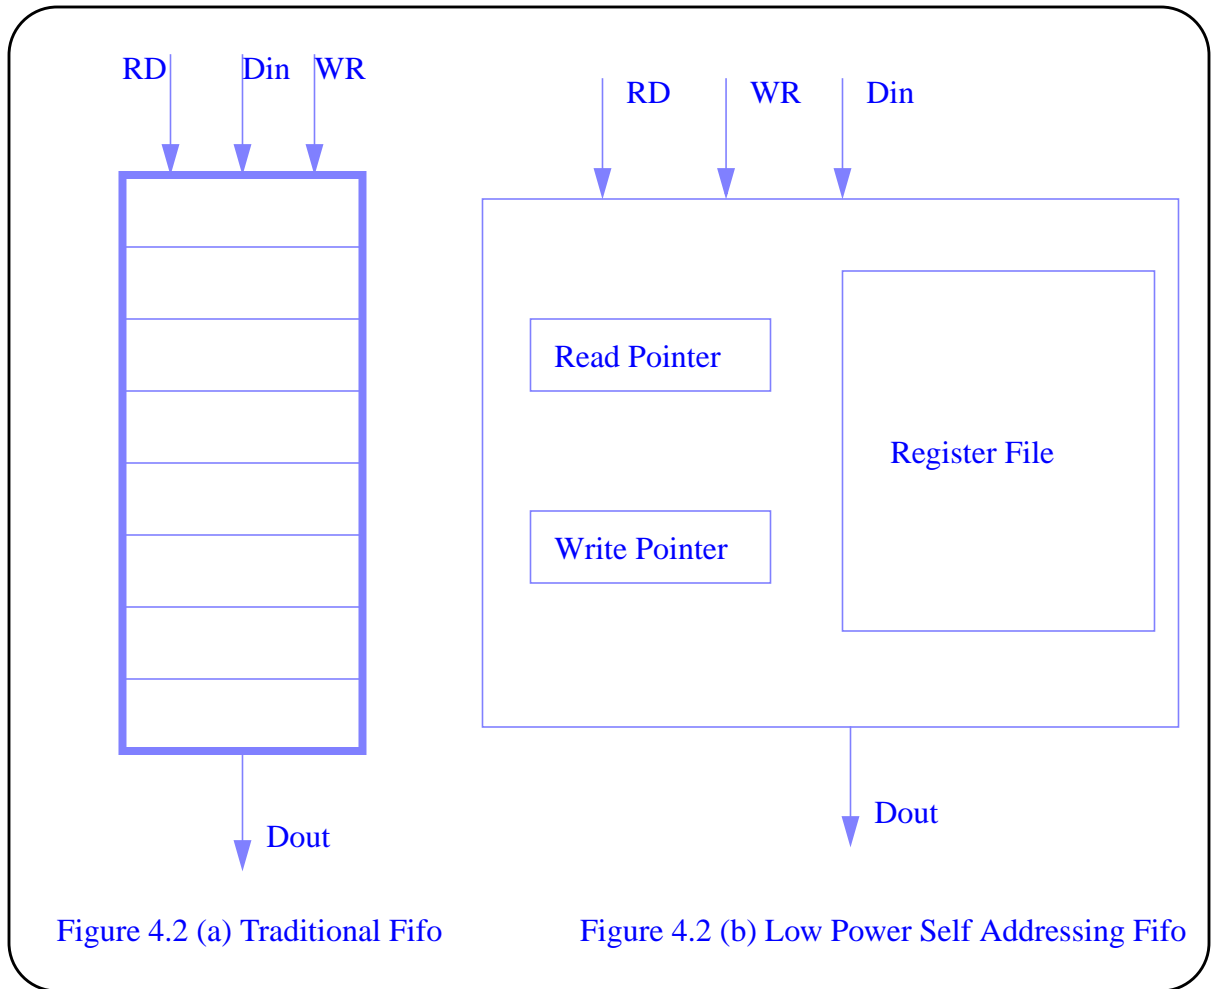 RD Din WR
RD WR Din
Read Pointer
Register File
Write Pointer
Dout
Dout
Figure 4.2 (a) Traditional Fifo
Figure 4.2 (b) Low Power Self Addressing Fifo